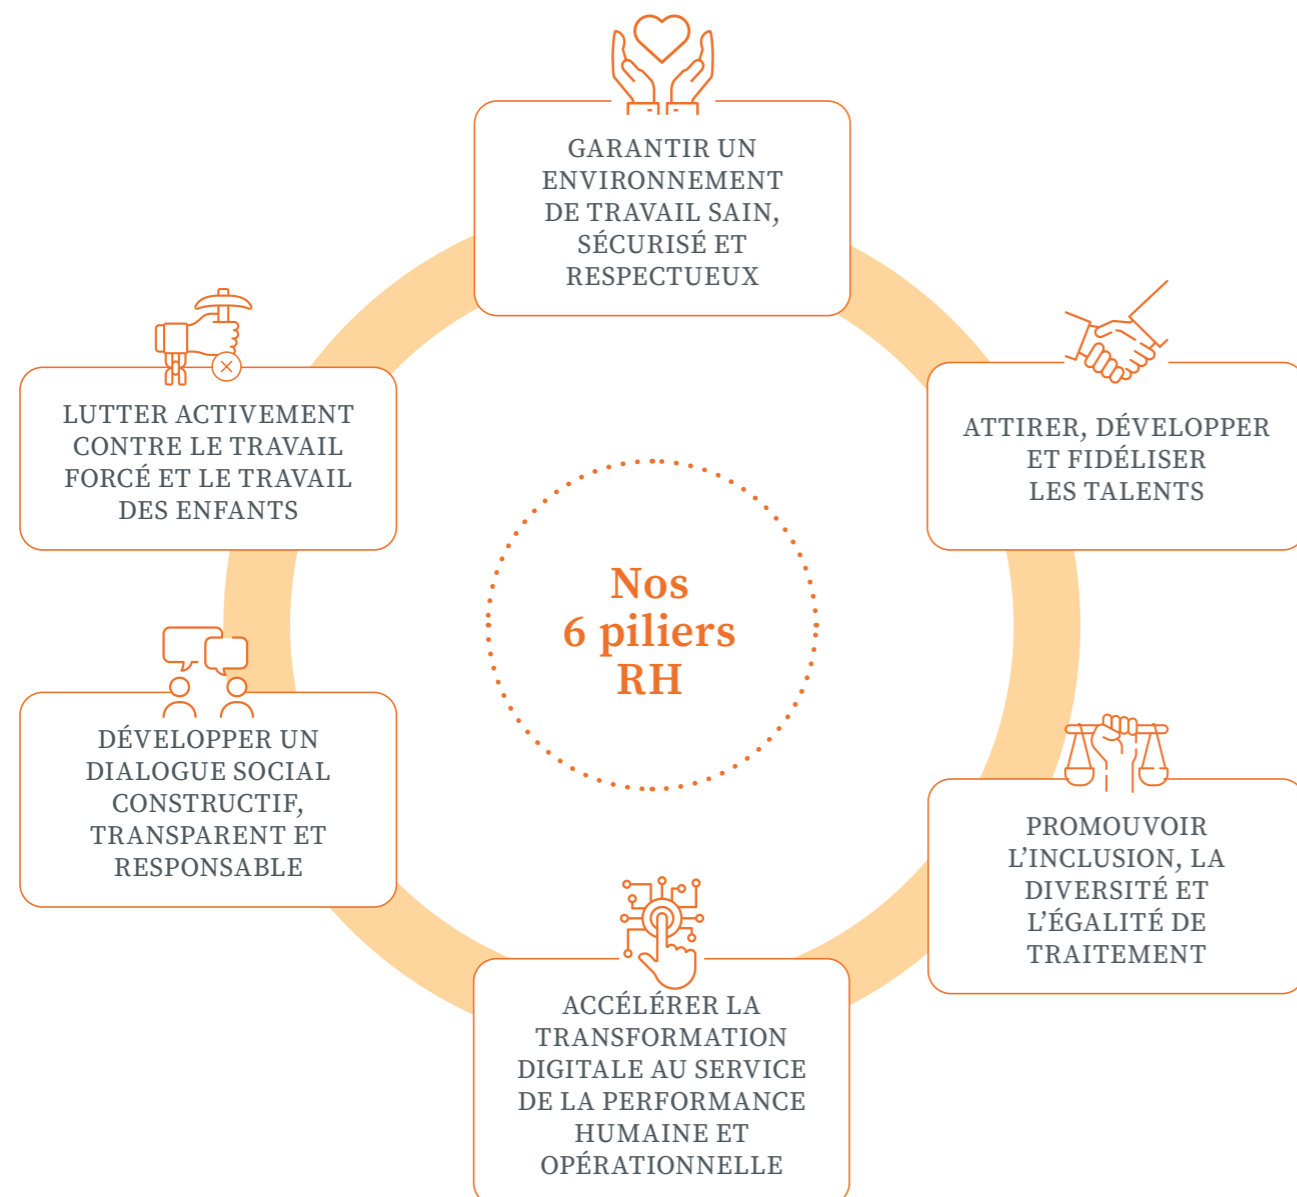 GARANTIR UN
ENVIRONNEMENT
DE TRAVAIL SAIN,
SÉCURISÉ ET
RESPECTUEUX
ATTIRER, DÉVELOPPER
ET FIDÉLISER
LES TALENTS
PROMOUVOIR
L’INCLUSION, LA
DIVERSITÉ ET
L’ÉGALITÉ DE
TRAITEMENT
ACCÉLÉRER LA
TRANSFORMATION
DIGITALE AU SERVICE
DE LA PERFORMANCE
HUMAINE ET
OPÉRATIONNELLE
DÉVELOPPER UN
DIALOGUE SOCIAL
CONSTRUCTIF,
TRANSPARENT ET
RESPONSABLE
LUTTER ACTIVEMENT
CONTRE LE TRAVAIL
FORCÉ ET LE TRAVAIL
DES ENFANTS
Nos
6 piliers
RH